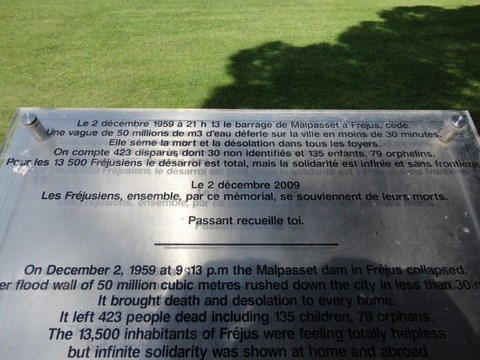 Le 2 décembre 1959 à 21 h 13 le barrage de Malpasset à Fréjus, cède.
Une vague de 50 millions de m3 d'eau déferle sur la ville en moins de 30 minutes.
Elle sème la mort et la désolation dans tous les foyers.
On compte 423 disparus dont 30 non identifiés et 135 enfants, 79 orphelins.
Pour les 13 500 Fréjusiens le désarroi est total, mais la solidarité est infinie et sans frontière
Le 2 décembre 2009
Les Fréjusiens, ensemble, par ce mémorial, se souviennent de leurs morts.
Passant recueille toi.
On December 2, 1959 at 9:13 p.m the Malpasset dam in Fréjus collapsed.
flood wall of 50 million cubic metres rushed down the city in less than 30
It brought death and desolation to every home.
It left 423 people dead including 135 children, 79 orphans.
The 13,500 inhabitants of Fréjus were feeling totally helpless
but infinite solidarity was shown at home and abroad